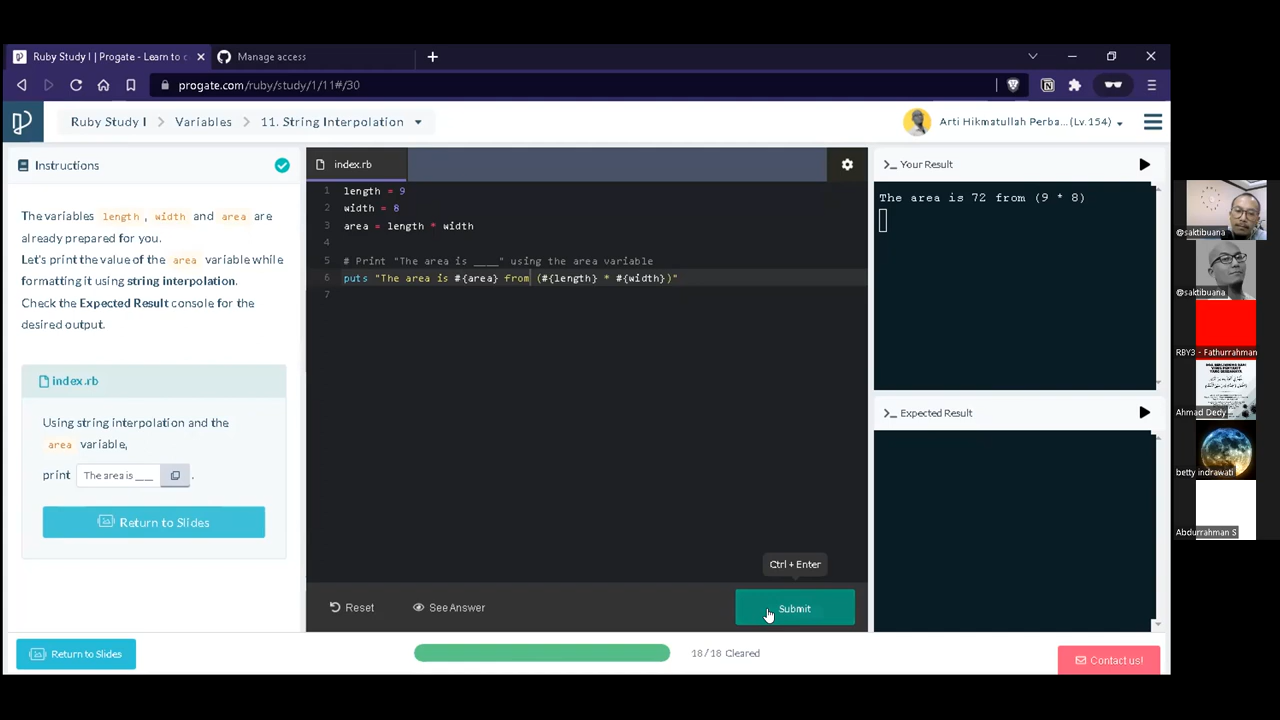 Ruby Study I | Progate - Learn to c
Manage access
progate.com/ruby/study/1/11#/30
Ruby Study I > Variables > 11. String Interpolation
Arti Hikmatullah Perba...(Lv.154)
Instructions
The variables length, width and area are
already prepared for you.
Let's print the value of the area variable while
formatting it using string interpolation.
Check the Expected Result console for the
desired output.
index.rb
Using string interpolation and the
area variable,
print The area is ____ .
Return to Slides
index.rb
1 length = 9
2 width = 8
3 area = length * width
4
5 # Print "The area is ____" using the area variable
6 puts "The area is #{area} from (#{length} * #{width})"
7
Ctrl + Enter
Reset
See Answer
Submit
>_ Your Result
The area is 72 from (9 * 8)
>_ Expected Result
Return to Slides
18/18 Cleared
Contact us!
@saktibuana
@saktibuana
RBY3 - Fathurrahman
Ahmad Dedy
betty indrawati
Abdurrahman S